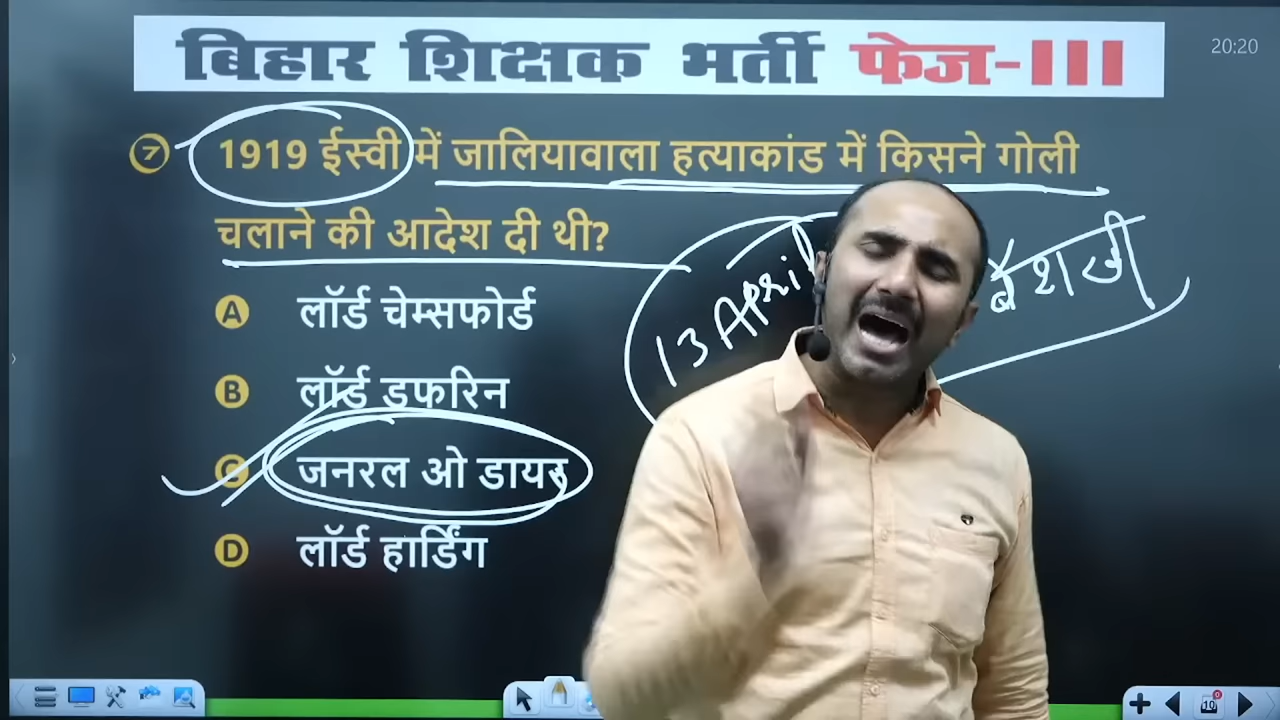 बिहार शिक्षक भर्ती फेज-III
20:20
7 1919 ईस्वी में जालियावाला हत्याकांड में किसने गोली
चलाने की आदेश दी थी?
13 April
A लॉर्ड चेम्सफोर्ड
B लॉर्ड डफरिन
C जनरल ओ डायर
D लॉर्ड हार्डिंग